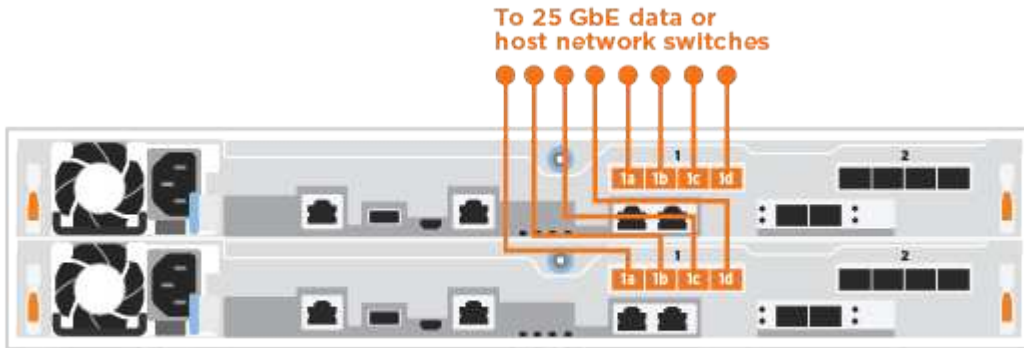 To 25 GbE data or
host network switches
1 2
1a 1b 1c 1d
1 2
1a 1b 1c 1d